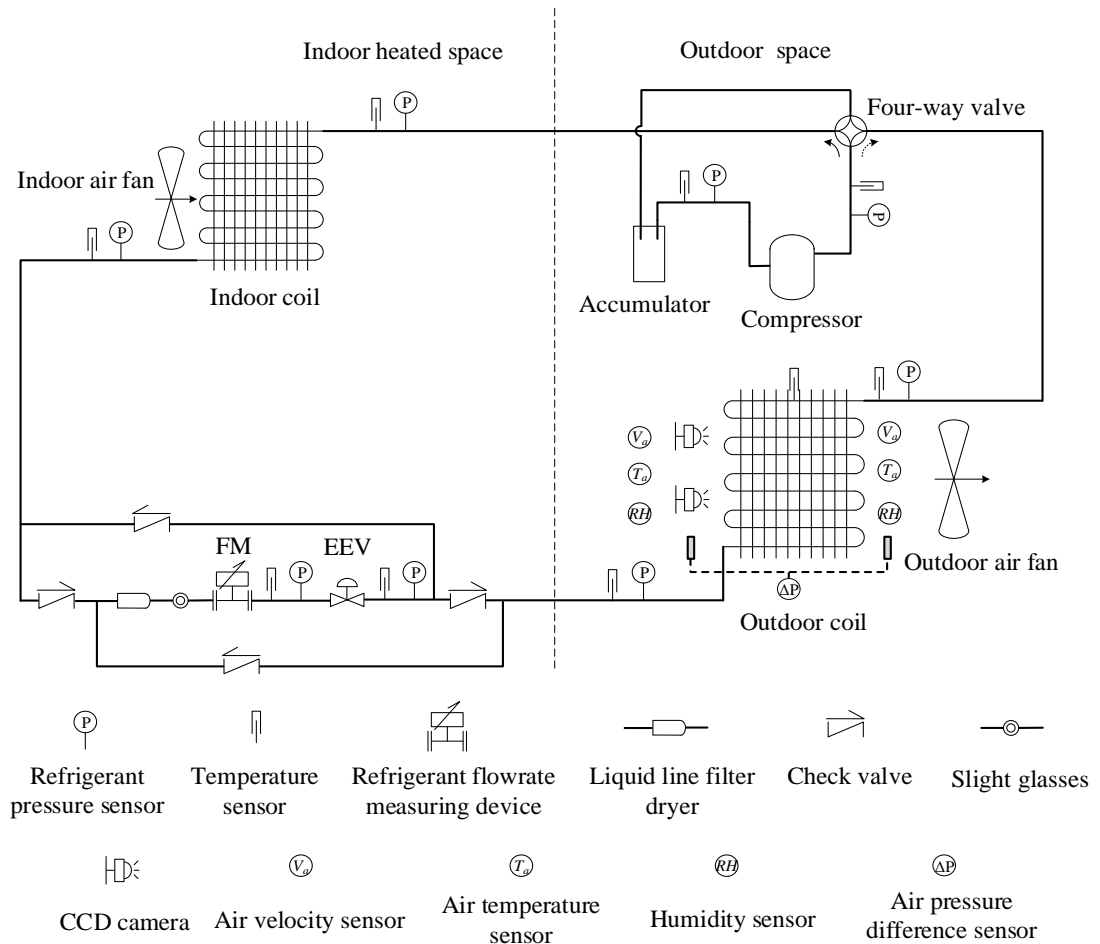 Indoor heated space
Outdoor space
P
Four-way valve
Indoor air fan
P
P
P
P
Indoor coil
Accumulator
Compressor
P
Va
Va
Ta
Ta
RH
RH
FM
EEV
Outdoor air fan
P
P
P
ΔP
Outdoor coil
P
Refrigerant
pressure sensor
Temperature
sensor
Refrigerant flowrate
measuring device
Liquid line filter
dryer
Check valve
Slight glasses
Va
Ta
RH
ΔP
CCD camera
Air velocity sensor
Air temperature
sensor
Humidity sensor
Air pressure
difference sensor